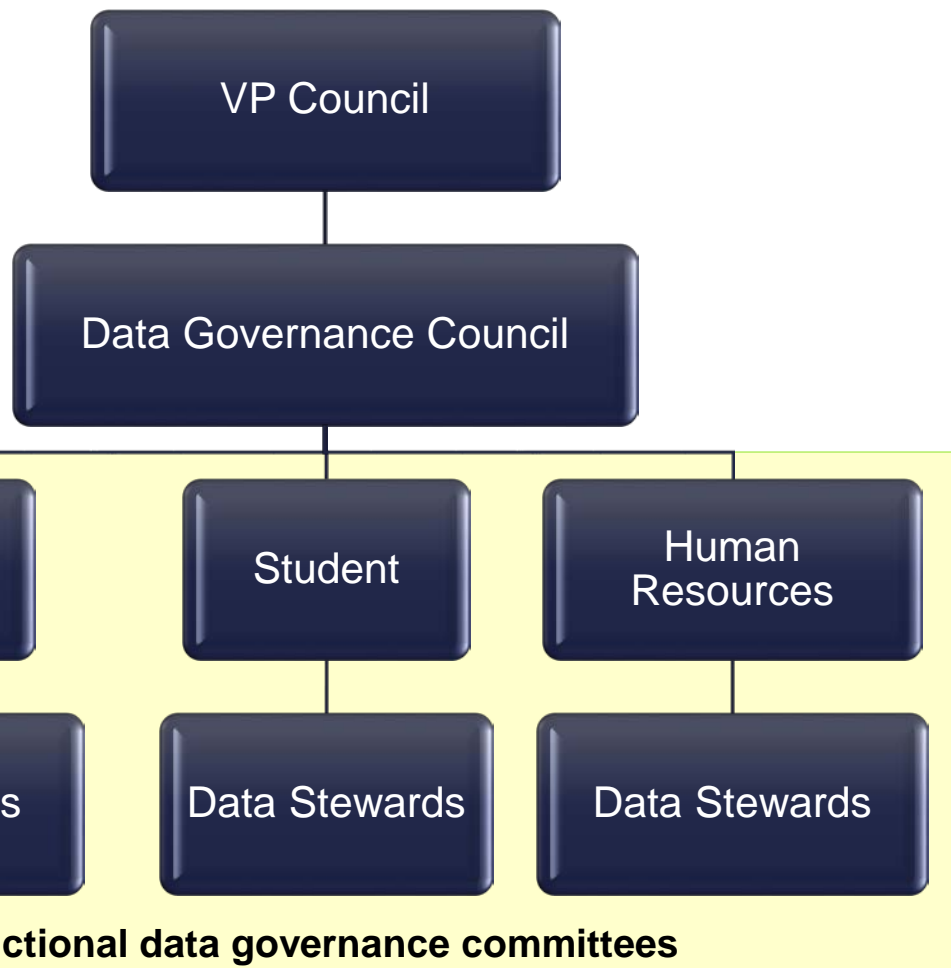 VP Council
Data Governance Council
Student
Human
Resources
s
Data Stewards
Data Stewards
ctional data governance committees